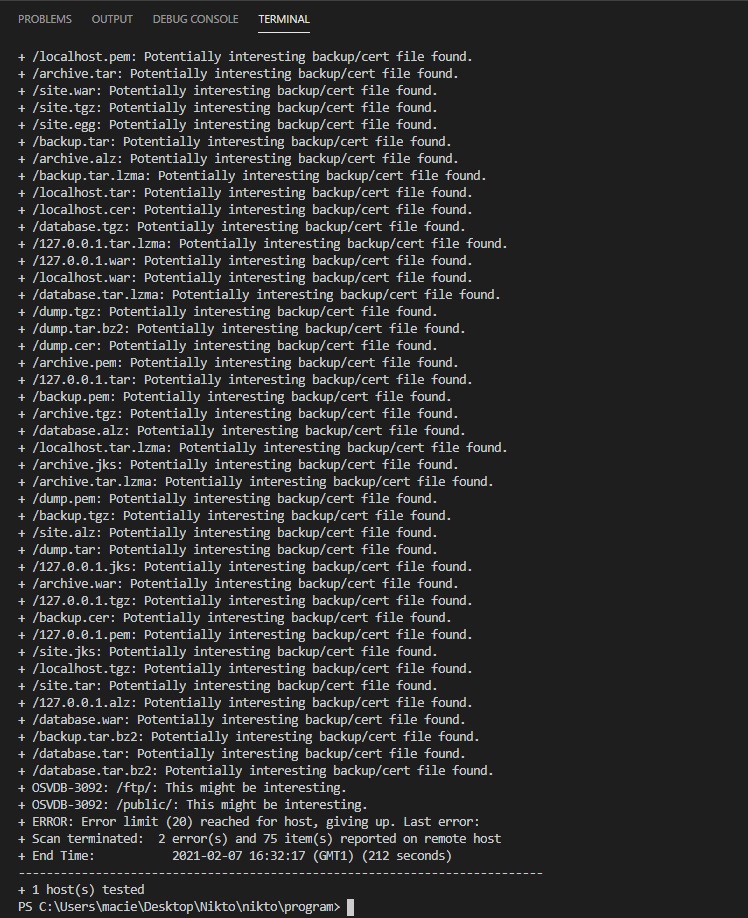 PROBLEMS OUTPUT DEBUG CONSOLE TERMINAL
+ /localhost.pem: Potentially interesting backup/cert file found.
+ /archive.tar: Potentially interesting backup/cert file found.
+ /site.war: Potentially interesting backup/cert file found.
+ /site.tgz: Potentially interesting backup/cert file found.
+ /site.egg: Potentially interesting backup/cert file found.
+ /backup.tar: Potentially interesting backup/cert file found.
+ /archive.alz: Potentially interesting backup/cert file found.
+ /backup.tar.lzma: Potentially interesting backup/cert file found.
+ /localhost.tar: Potentially interesting backup/cert file found.
+ /localhost.cer: Potentially interesting backup/cert file found.
+ /database.tgz: Potentially interesting backup/cert file found.
+ /127.0.0.1.tar.lzma: Potentially interesting backup/cert file found.
+ /127.0.0.1.war: Potentially interesting backup/cert file found.
+ /localhost.war: Potentially interesting backup/cert file found.
+ /database.tar.lzma: Potentially interesting backup/cert file found.
+ /dump.tgz: Potentially interesting backup/cert file found.
+ /dump.tar.bz2: Potentially interesting backup/cert file found.
+ /dump.cer: Potentially interesting backup/cert file found.
+ /archive.pem: Potentially interesting backup/cert file found.
+ /127.0.0.1.tar: Potentially interesting backup/cert file found.
+ /backup.pem: Potentially interesting backup/cert file found.
+ /archive.tgz: Potentially interesting backup/cert file found.
+ /database.alz: Potentially interesting backup/cert file found.
+ /localhost.tar.lzma: Potentially interesting backup/cert file found.
+ /archive.jks: Potentially interesting backup/cert file found.
+ /archive.tar.lzma: Potentially interesting backup/cert file found.
+ /dump.pem: Potentially interesting backup/cert file found.
+ /backup.tgz: Potentially interesting backup/cert file found.
+ /site.alz: Potentially interesting backup/cert file found.
+ /dump.tar: Potentially interesting backup/cert file found.
+ /127.0.0.1.jks: Potentially interesting backup/cert file found.
+ /archive.war: Potentially interesting backup/cert file found.
+ /127.0.0.1.tgz: Potentially interesting backup/cert file found.
+ /backup.cer: Potentially interesting backup/cert file found.
+ /127.0.0.1.pem: Potentially interesting backup/cert file found.
+ /site.jks: Potentially interesting backup/cert file found.
+ /localhost.tgz: Potentially interesting backup/cert file found.
+ /site.tar: Potentially interesting backup/cert file found.
+ /127.0.0.1.alz: Potentially interesting backup/cert file found.
+ /database.war: Potentially interesting backup/cert file found.
+ /backup.tar.bz2: Potentially interesting backup/cert file found.
+ /database.tar: Potentially interesting backup/cert file found.
+ /database.tar.bz2: Potentially interesting backup/cert file found.
+ OSVDB-3092: /ftp/: This might be interesting.
+ OSVDB-3092: /public/: This might be interesting.
+ ERROR: Error limit (20) reached for host, giving up. Last error:
+ Scan terminated:  2 error(s) and 75 item(s) reported on remote host
+ End Time:           2021-02-07 16:32:17 (GMT1) (212 seconds)
---------------------------------------------------------------------------
+ 1 host(s) tested
PS C:\Users\macie\Desktop\Nikto\nikto\program>